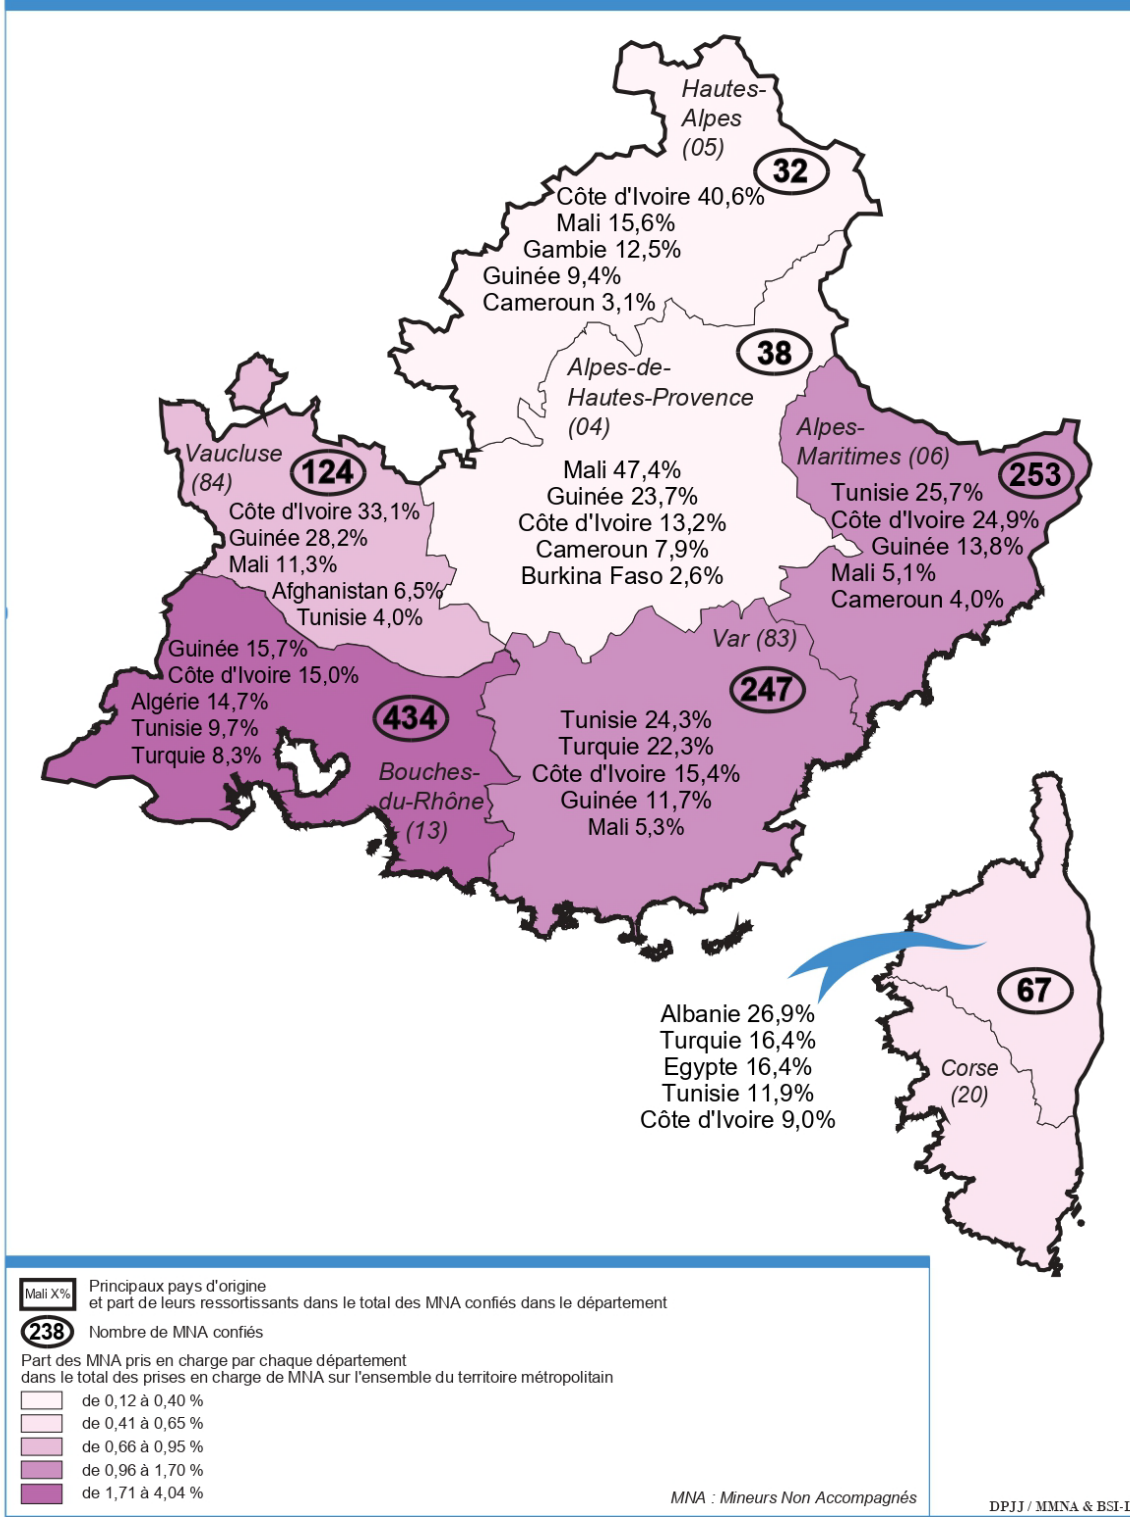 Hautes-
Alpes
(05)
32
Côte d'Ivoire 40,6%
Mali 15,6%
Gambie 12,5%
Guinée 9,4%
Cameroun 3,1%
38
Alpes-de-
Hautes-Provence
(04)
Mali 47,4%
Guinée 23,7%
Côte d'Ivoire 13,2%
Cameroun 7,9%
Burkina Faso 2,6%
Alpes-
Maritimes (06)
253
Tunisie 25,7%
Côte d'Ivoire 24,9%
Guinée 13,8%
Mali 5,1%
Cameroun 4,0%
Vaucluse
(84)
124
Côte d'Ivoire 33,1%
Guinée 28,2%
Mali 11,3%
Afghanistan 6,5%
Tunisie 4,0%
Guinée 15,7%
Côte d'Ivoire 15,0%
Algérie 14,7%
Tunisie 9,7%
Turquie 8,3%
434
Bouches-
du-Rhône
(13)
Var (83)
247
Tunisie 24,3%
Turquie 22,3%
Côte d'Ivoire 15,4%
Guinée 11,7%
Mali 5,3%
67
Corse
(20)
Albanie 26,9%
Turquie 16,4%
Egypte 16,4%
Tunisie 11,9%
Côte d'Ivoire 9,0%
Mali X%
Principaux pays d'origine
et part de leurs ressortissants dans le total des MNA confiés dans le département
238
Nombre de MNA confiés
Part des MNA pris en charge par chaque département
dans le total des prises en charge de MNA sur l'ensemble du territoire métropolitain
de 0,12 à 0,40 %
de 0,41 à 0,65 %
de 0,66 à 0,95 %
de 0,96 à 1,70 %
de 1,71 à 4,04 %
MNA : Mineurs Non Accompagnés
DPJJ / MMNA & BSI-